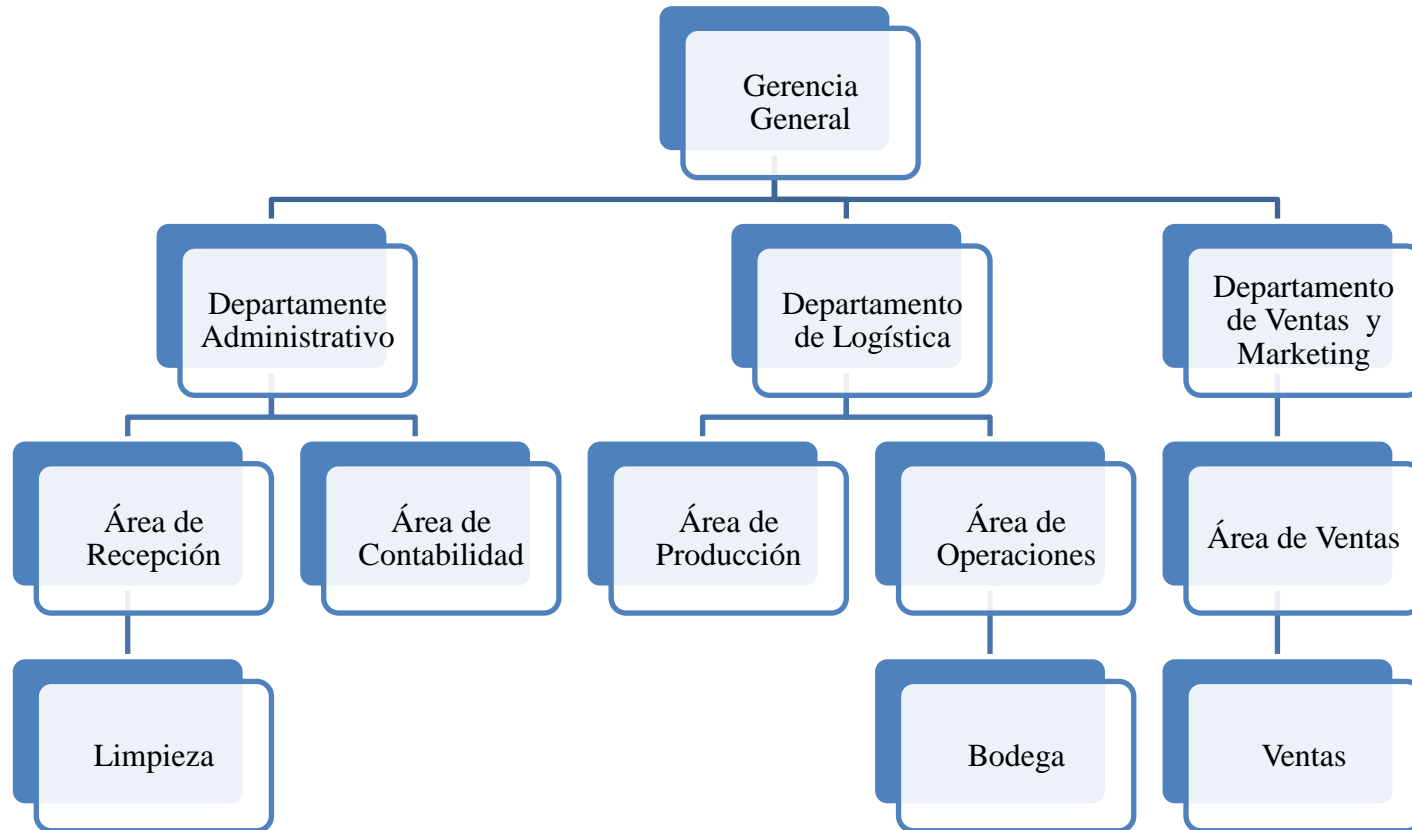 Gerencia
General
Departamente
Administrativo
Departamento
de Logística
Departamento
de Ventas y
Marketing
Área de
Recepción
Área de
Contabilidad
Área de
Producción
Área de
Operaciones
Área de Ventas
Limpieza
Bodega
Ventas